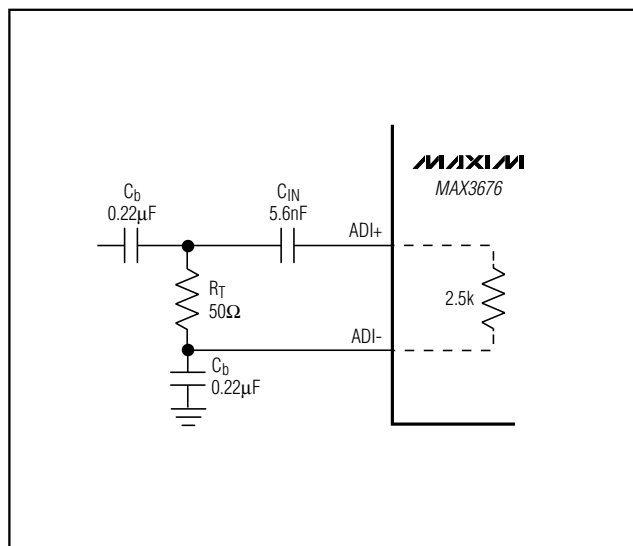 MAXIM
MAX3676
Cb
0.22μF
CIN
5.6nF
ADI+
RT
50Ω
2.5k
ADI-
Cb
0.22μF